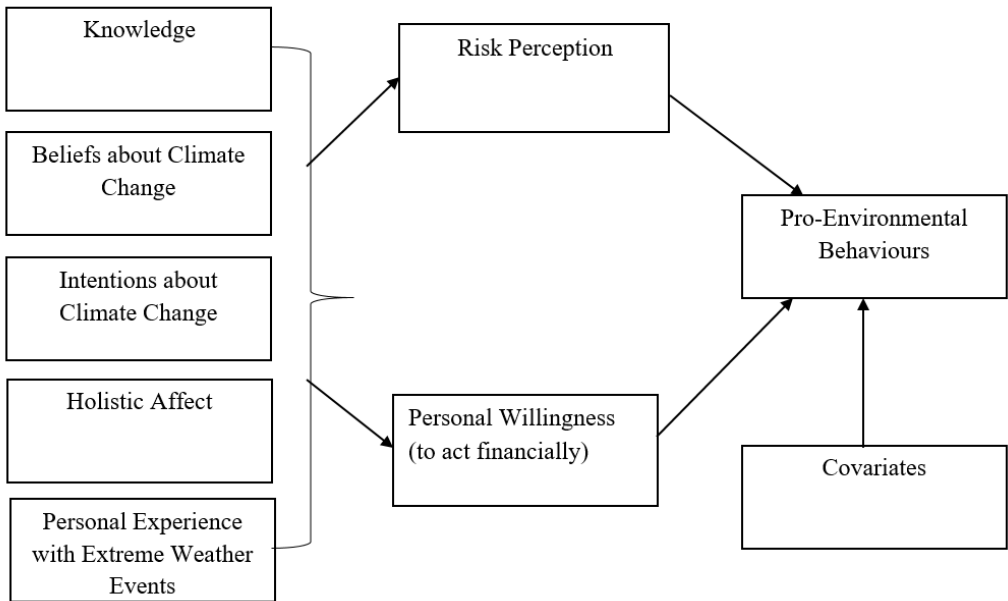 Knowledge
Beliefs about Climate
Change
Intentions about
Climate Change
Holistic Affect
Personal Experience
with Extreme Weather
Events
Risk Perception
Personal Willingness
(to act financially)
Pro-Environmental
Behaviours
Covariates